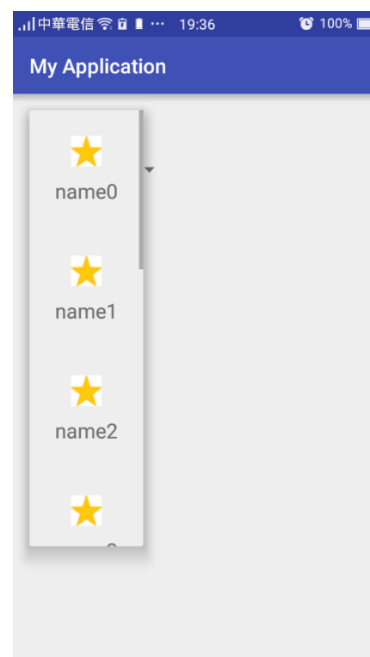 中華電信 ··· 19:36 100%
My Application
name0
name1
name2